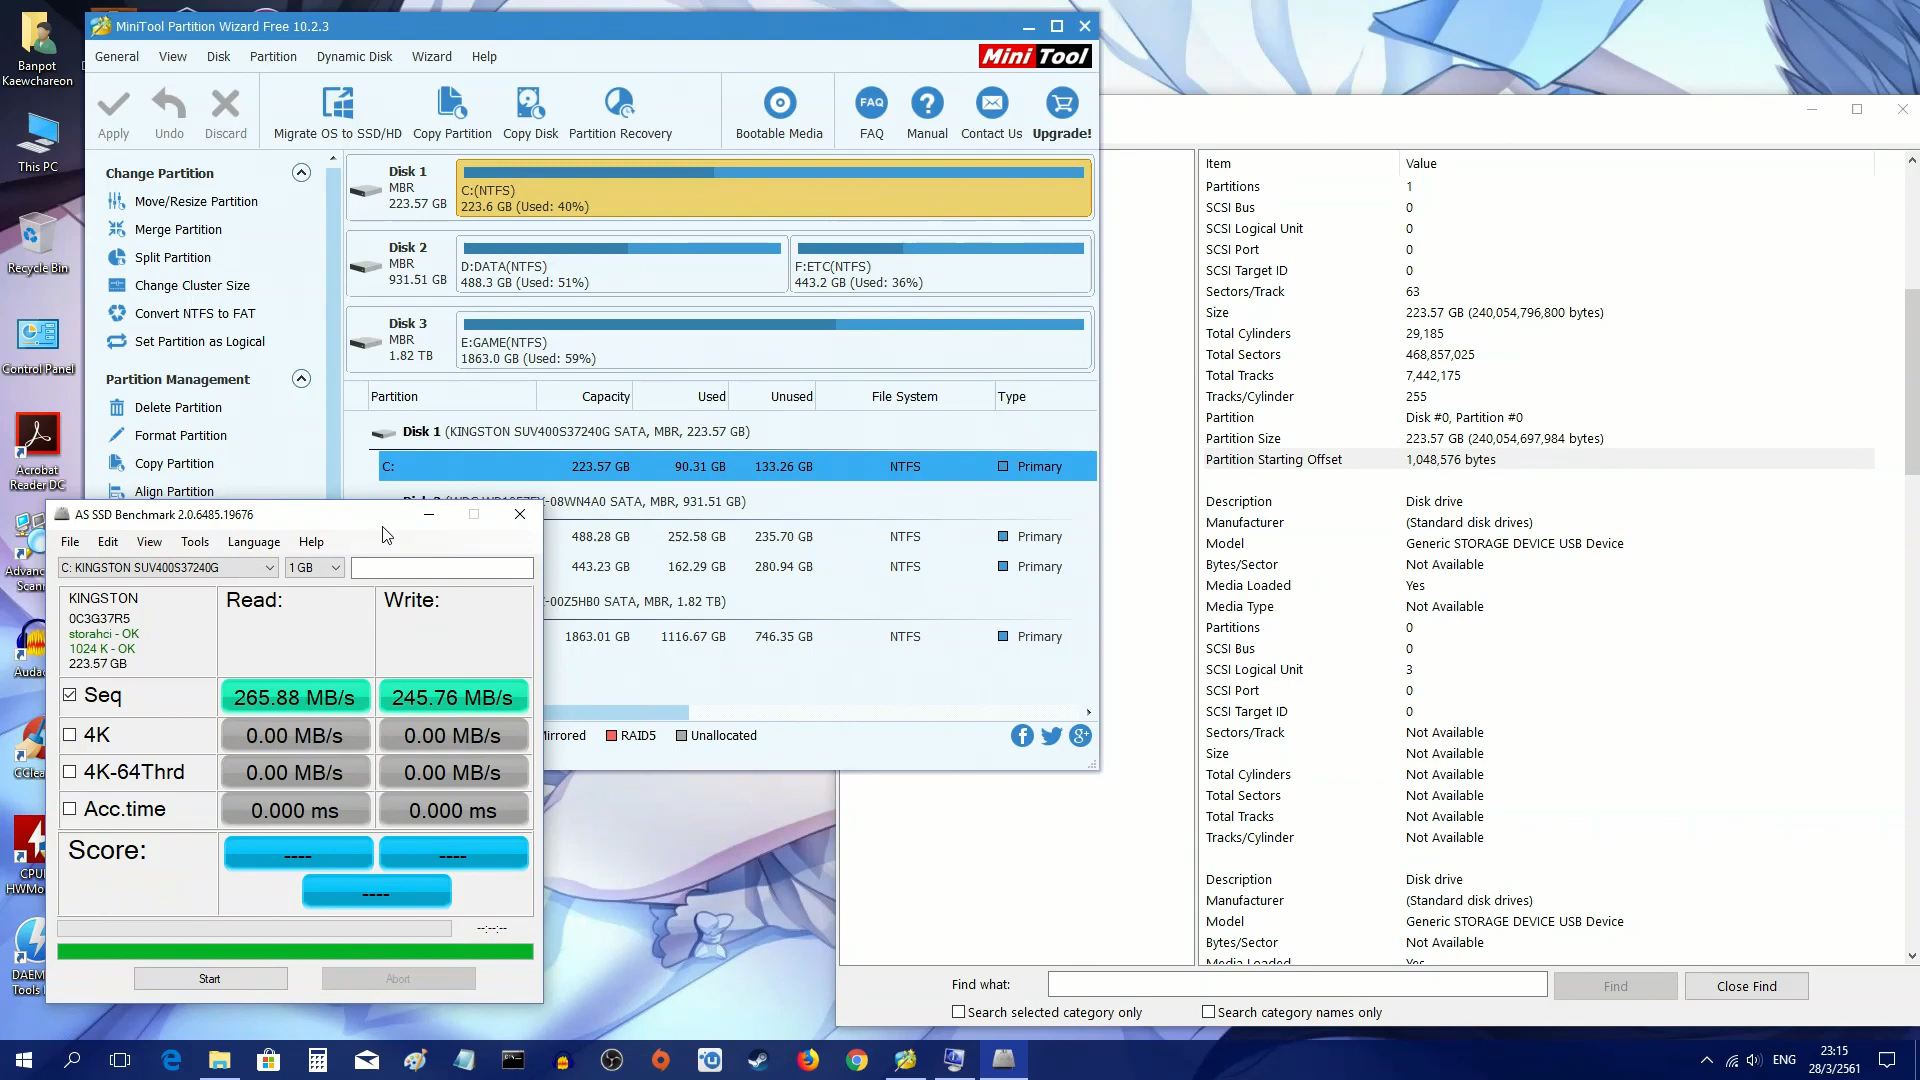 Banpot
Kaewchareon
This PC
Recycle Bin
Control Panel
Acrobat
Reader DC
MiniTool Partition Wizard Free 10.2.3
General View Disk Partition Dynamic Disk Wizard Help
Mini Tool
Apply Undo Discard Migrate OS to SSD/HD Copy Partition Copy Disk Partition Recovery Bootable Media FAQ Manual Contact Us Upgrade!
FAQ
Change Partition
Move/Resize Partition
Merge Partition
Split Partition
Change Cluster Size
Convert NTFS to FAT
Set Partition as Logical
Partition Management
Delete Partition
Format Partition
Copy Partition
Align Partition
Disk 1
MBR
223.57 GB
C:(NTFS)
223.6 GB (Used: 40%)
Disk 2
MBR
931.51 GB
D:DATA(NTFS)
488.3 GB (Used: 51%)
F:ETC(NTFS)
443.2 GB (Used: 36%)
Disk 3
MBR
1.82 TB
E:GAME(NTFS)
1863.0 GB (Used: 59%)
Partition Capacity Used Unused File System Type
Disk 1 (KINGSTON SUV400S37240G SATA, MBR, 223.57 GB)
C: 223.57 GB 90.31 GB 133.26 GB NTFS Primary
-08WN4A0 SATA, MBR, 931.51 GB)
488.28 GB 252.58 GB 235.70 GB NTFS Primary
443.23 GB 162.29 GB 280.94 GB NTFS Primary
-00Z5HB0 SATA, MBR, 1.82 TB)
1863.01 GB 1116.67 GB 746.35 GB NTFS Primary
RAID5 Unallocated
AS SSD Benchmark 2.0.6485.19676
File Edit View Tools Language Help
C: KINGSTON SUV400S37240G 1 GB
KINGSTON
0C3G37R5
storahci - OK
1024 K - OK
223.57 GB
Read: Write:
Seq 265.88 MB/s 245.76 MB/s
4K 0.00 MB/s 0.00 MB/s
4K-64Thrd 0.00 MB/s 0.00 MB/s
Acc.time 0.000 ms 0.000 ms
Score: ---- ----
----
--:--:--
Start Abort
Item Value
Partitions 1
SCSI Bus 0
SCSI Logical Unit 0
SCSI Port 0
SCSI Target ID 0
Sectors/Track 63
Size 223.57 GB (240,054,796,800 bytes)
Total Cylinders 29,185
Total Sectors 468,857,025
Total Tracks 7,442,175
Tracks/Cylinder 255
Partition Disk #0, Partition #0
Partition Size 223.57 GB (240,054,697,984 bytes)
Partition Starting Offset 1,048,576 bytes
Description Disk drive
Manufacturer (Standard disk drives)
Model Generic STORAGE DEVICE USB Device
Bytes/Sector Not Available
Media Loaded Yes
Media Type Not Available
Partitions 0
SCSI Bus 0
SCSI Logical Unit 3
SCSI Port 0
SCSI Target ID 0
Sectors/Track Not Available
Size Not Available
Total Cylinders Not Available
Total Sectors Not Available
Total Tracks Not Available
Tracks/Cylinder Not Available
Description Disk drive
Manufacturer (Standard disk drives)
Model Generic STORAGE DEVICE USB Device
Bytes/Sector Not Available
Media Loaded Yes
Find what: Find Close Find
Search selected category only Search category names only
ENG
23:15
28/3/2561